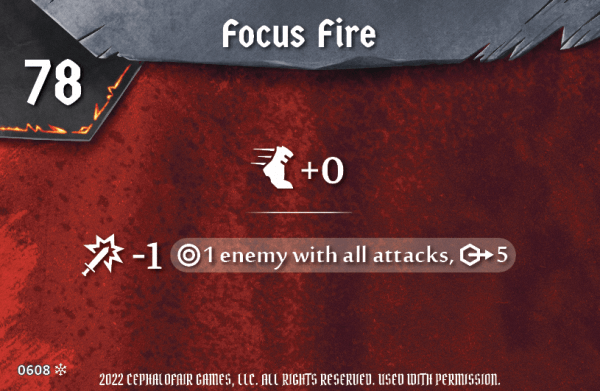 Focus Fire
78
+0
-1 1 enemy with all attacks, 5
0608
2022 CEPHALOFAIR GAMES, LLC. ALL RIGHTS RESERVED. USED WITH PERMISSION.